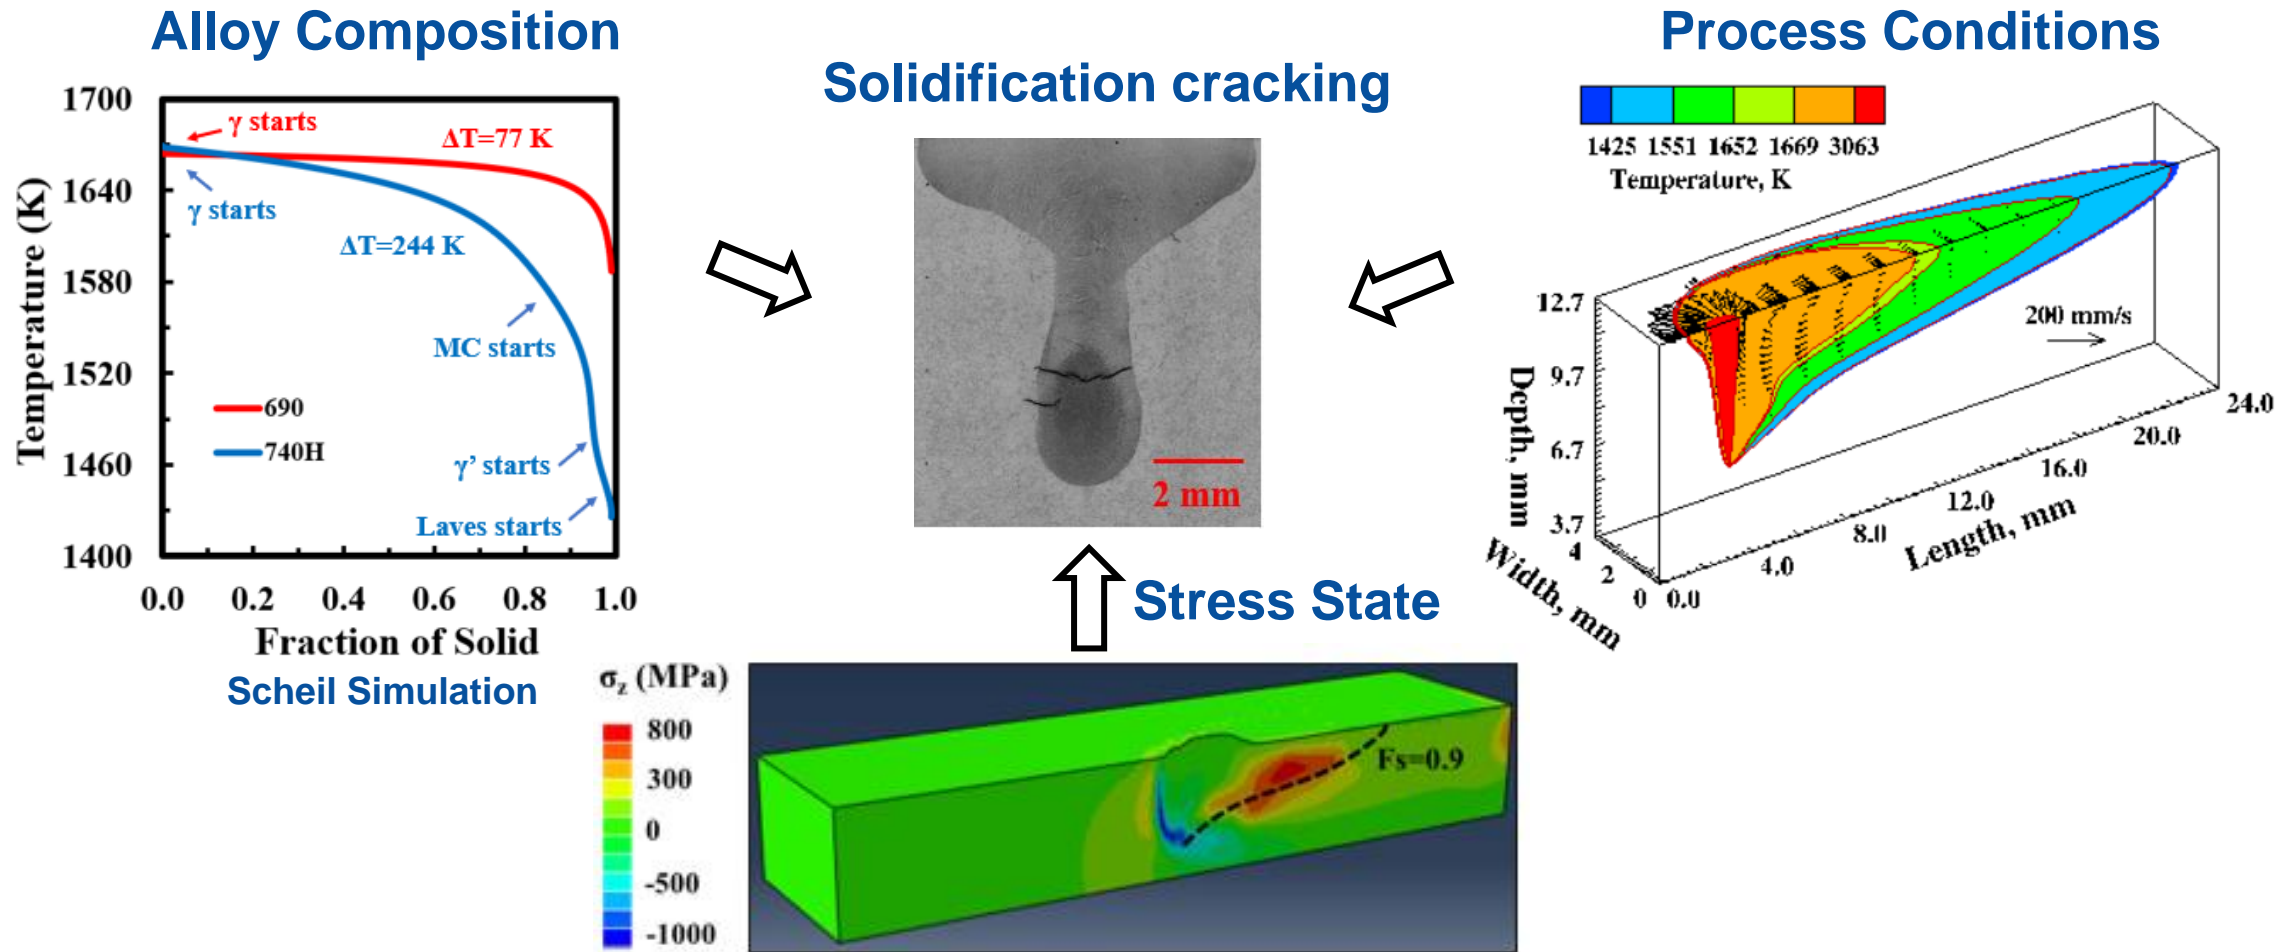 Alloy Composition
1700
1640
1580
1520
1460
1400
Temperature (K)
γ starts
ΔT=77 K
γ starts
ΔT=244 K
MC starts
690
740H
γ’ starts
Laves starts
0.0 0.2 0.4 0.6 0.8 1.0
Fraction of Solid
Scheil Simulation
Solidification cracking
2 mm
Process Conditions
1425 1551 1652 1669 3063
Temperature, K
200 mm/s
12.7
9.7
6.7
3.7
Depth, mm
4
2
0
Width, mm
0.0
4.0
8.0
12.0
16.0
20.0
24.0
Length, mm
Stress State
σz (MPa)
800
300
0
-500
-1000
Fs=0.9